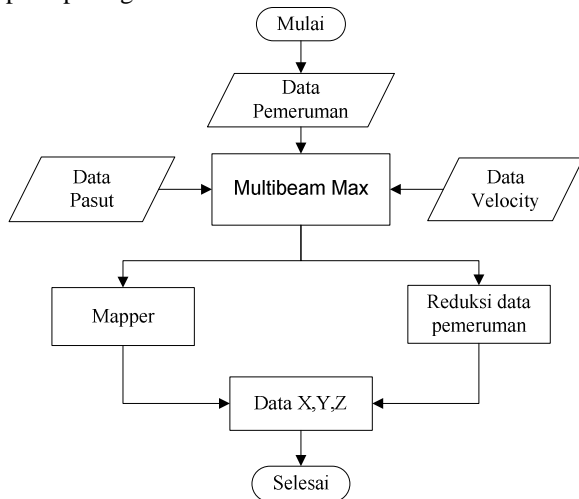 Mulai
Data
Pemeruman
Data
Pasut
Multibeam Max
Data
Velocity
Mapper
Reduksi data
pemeruman
Data X,Y,Z
Selesai